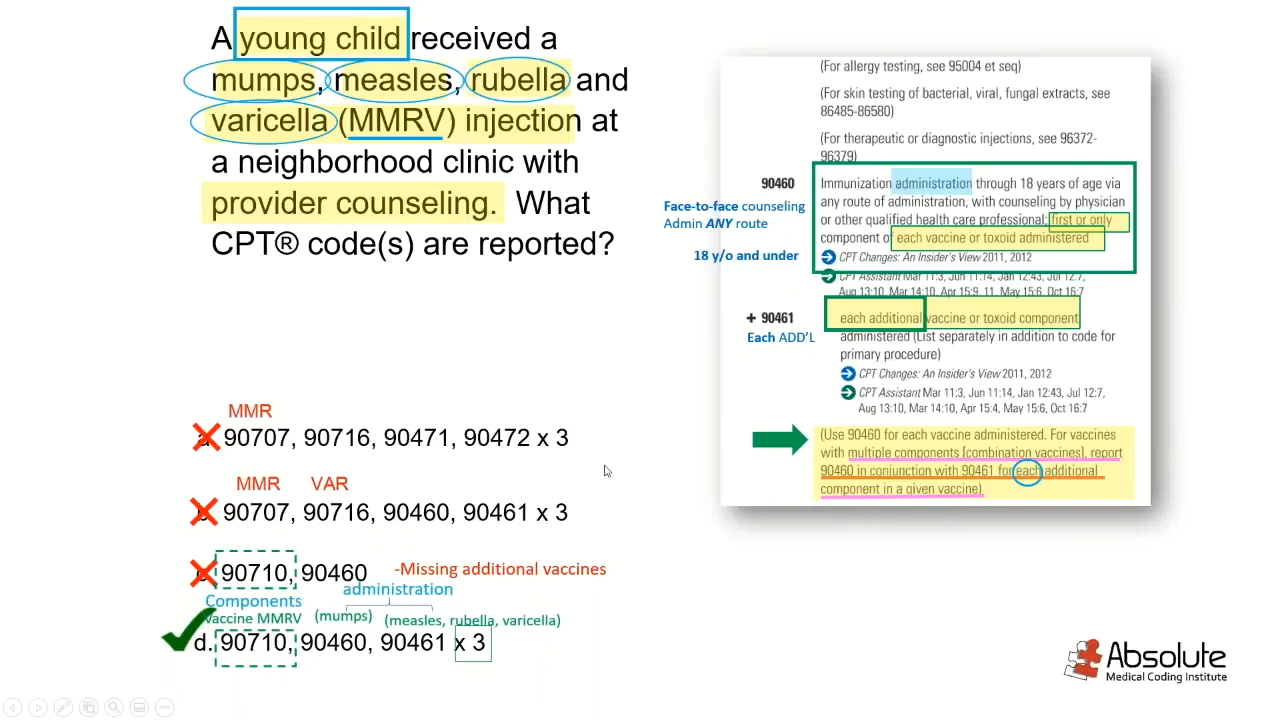 A young child received a
mumps, measles, rubella and
varicella (MMRV) injection at
a neighborhood clinic with
provider counseling. What
CPT® code(s) are reported?
MMR
a. 90707, 90716, 90471, 90472 x 3
MMR VAR
90707, 90716, 90460, 90461 x 3
90710, 90460 -Missing additional vaccines
Components administration
vaccine MMRV (mumps) (measles, rubella, varicella)
d. 90710, 90460, 90461 x 3
(For allergy testing, see 95004 et seq)
(For skin testing of bacterial, viral, fungal extracts, see
86485-86580)
(For therapeutic or diagnostic injections, see 96372-
96379)
90460 Immunization administration through 18 years of age via
any route of administration, with counseling by physician
or other qualified health care professional; first or only
component of each vaccine or toxoid administered
Face-to-face counseling
Admin ANY route
18 y/o and under
CPT Changes: An Insider's View 2011, 2012
CPT Assistant Mar 11:3, Jun 11:14, Jan 12:43, Jul 12:7,
Aug 13:10, Mar 14:10, Apr 15:9, 11, May 15:6, Oct 16:7
+ 90461 each additional vaccine or toxoid component
administered (List separately in addition to code for
primary procedure)
Each ADD'L
CPT Changes: An Insider's View 2011, 2012
CPT Assistant Mar 11:3, Jun 11:14, Jan 12:43, Jul 12:7,
Aug 13:10, Mar 14:10, Apr 15:4, May 15:6, Oct 16:7
(Use 90460 for each vaccine administered. For vaccines
with multiple components [combination vaccines], report
90460 in conjunction with 90461 for each additional
component in a given vaccine)
Absolute
Medical Coding Institute